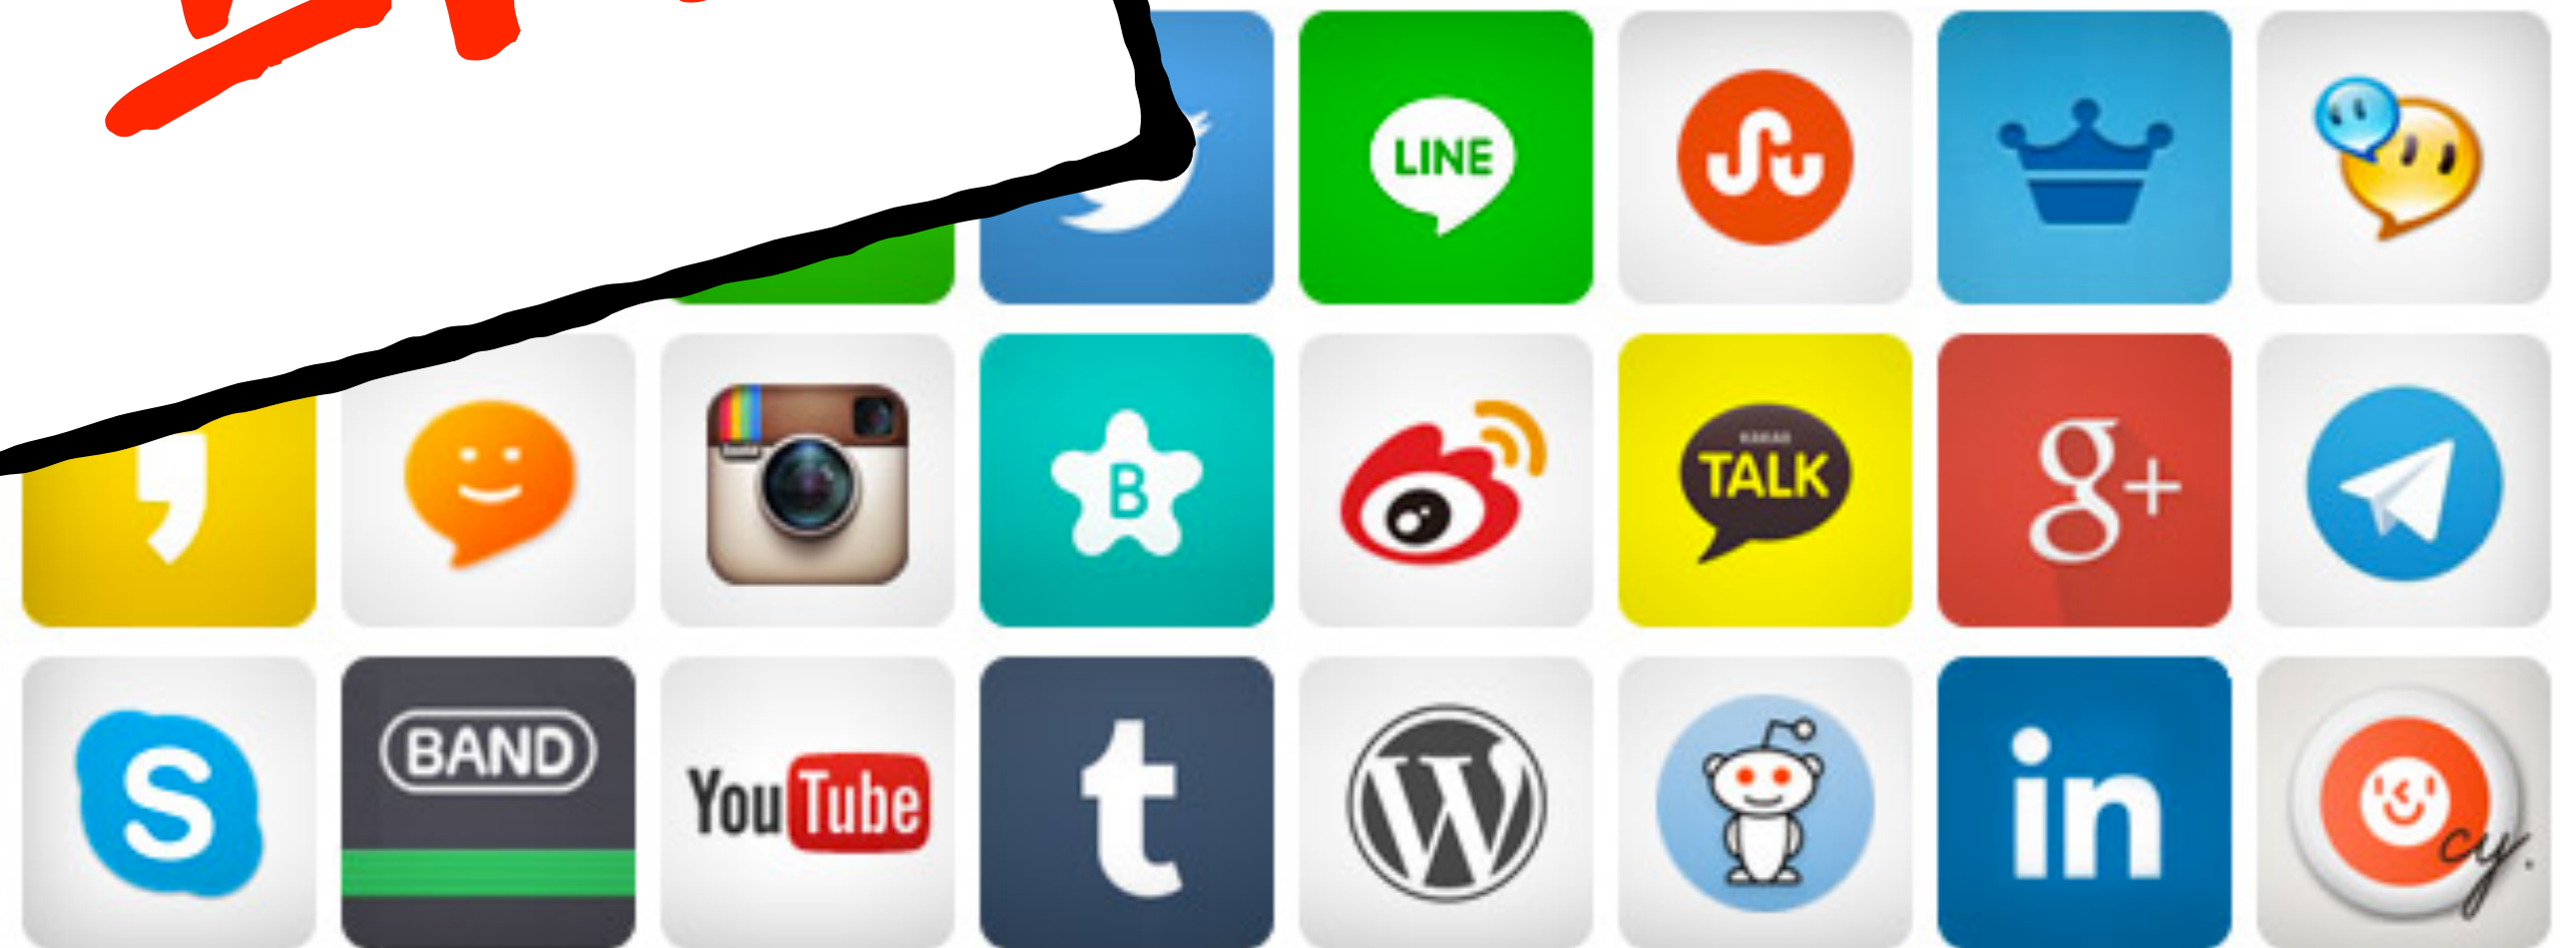 LINE
B
KAKAO
TALK
g+
S
BAND
YouTube
t
W
in
cy.